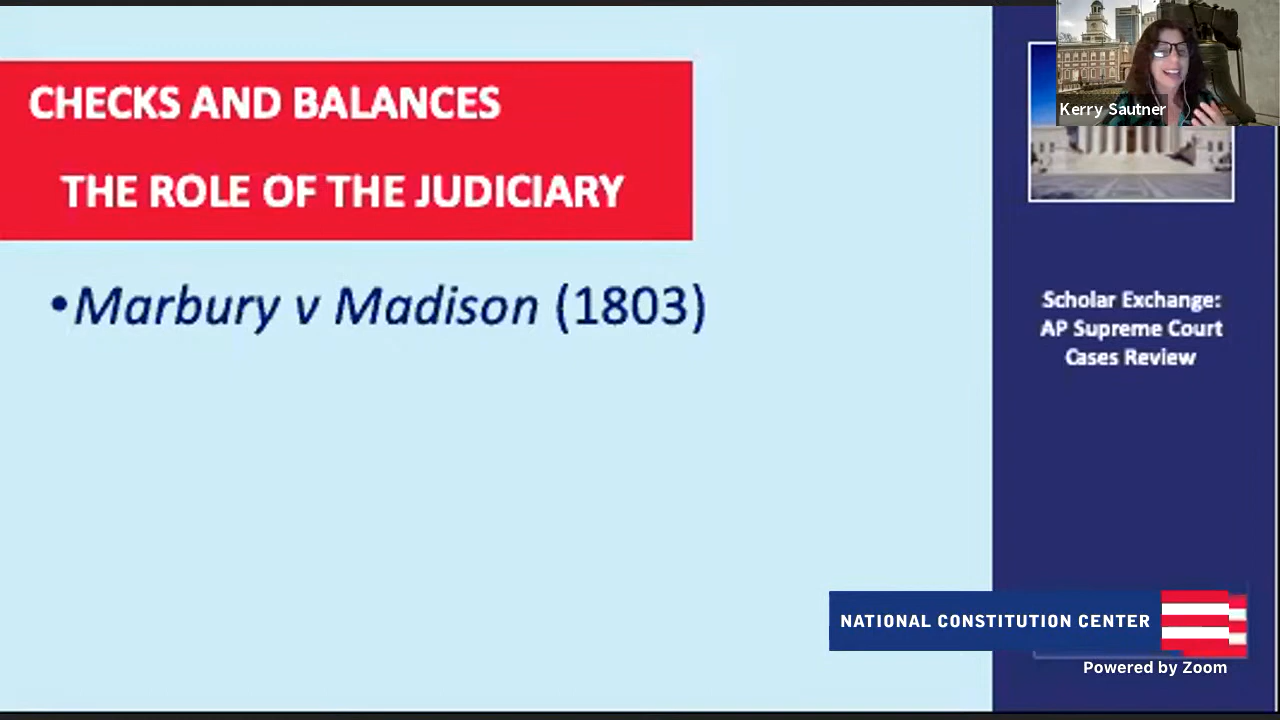 CHECKS AND BALANCES
THE ROLE OF THE JUDICIARY
•Marbury v Madison (1803)
Kerry Sautner
Scholar Exchange:
AP Supreme Court
Cases Review
NATIONAL CONSTITUTION CENTER
Powered by Zoom